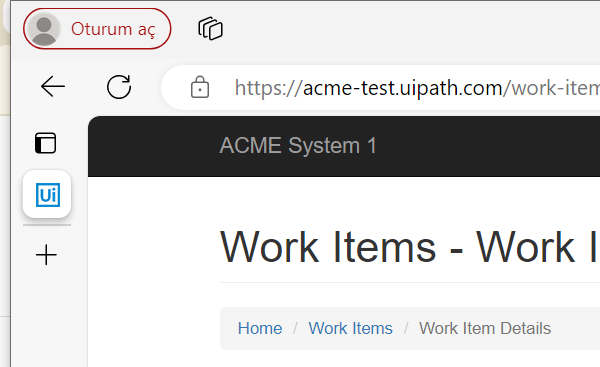 Oturum aç
https://acme-test.uipath.com/work-item
Ui
ACME System 1
Work Items - Work I
Home / Work Items / Work Item Details